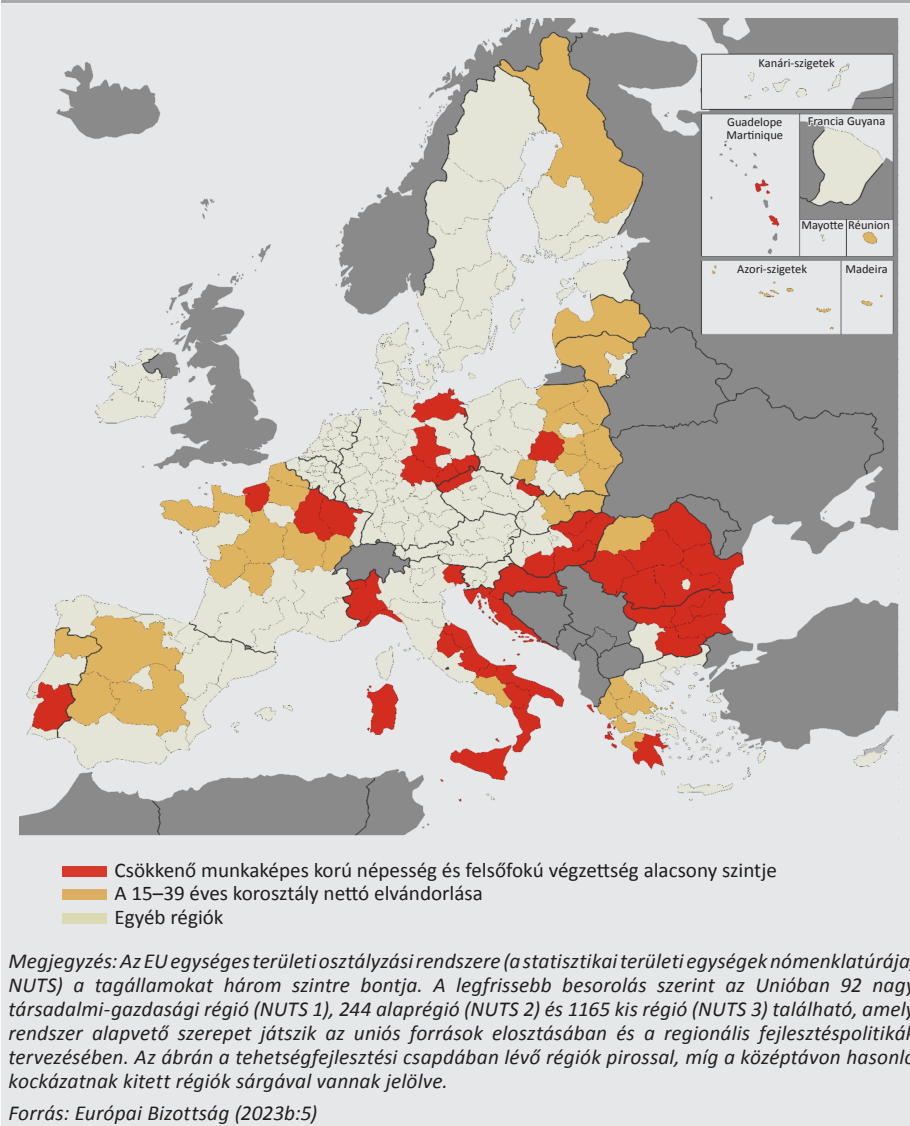 Kanári-szigetek
Guadelope
Martinique
Francia Guyana
Mayotte
Réunion
Azori-szigetek
Madeira
Csökkenő munkaképes korú népesség és felsőfokú végzettség alacsony szintje
A 15–39 éves korosztály nettó elvándorlása
Egyéb régiók
Megjegyzés: Az EU egységes területi osztályzási rendszere (a statisztikai területi egységek nómenklatúrája,
NUTS) a tagállamokat három szintre bontja. A legfrissebb besorolás szerint az Unióban 92 nagy
társadalmi-gazdasági régió (NUTS 1), 244 alaprégió (NUTS 2) és 1165 kis régió (NUTS 3) található, amely
rendszer alapvető szerepet játszik az uniós források elosztásában és a regionális fejlesztéspolitikák
tervezésében. Az ábrán a tehetségfejlesztési csapdában lévő régiók pirossal, míg a középtávon hasonló
kockázatnak kitett régiók sárgával vannak jelölve.
Forrás: Európai Bizottság (2023b:5)